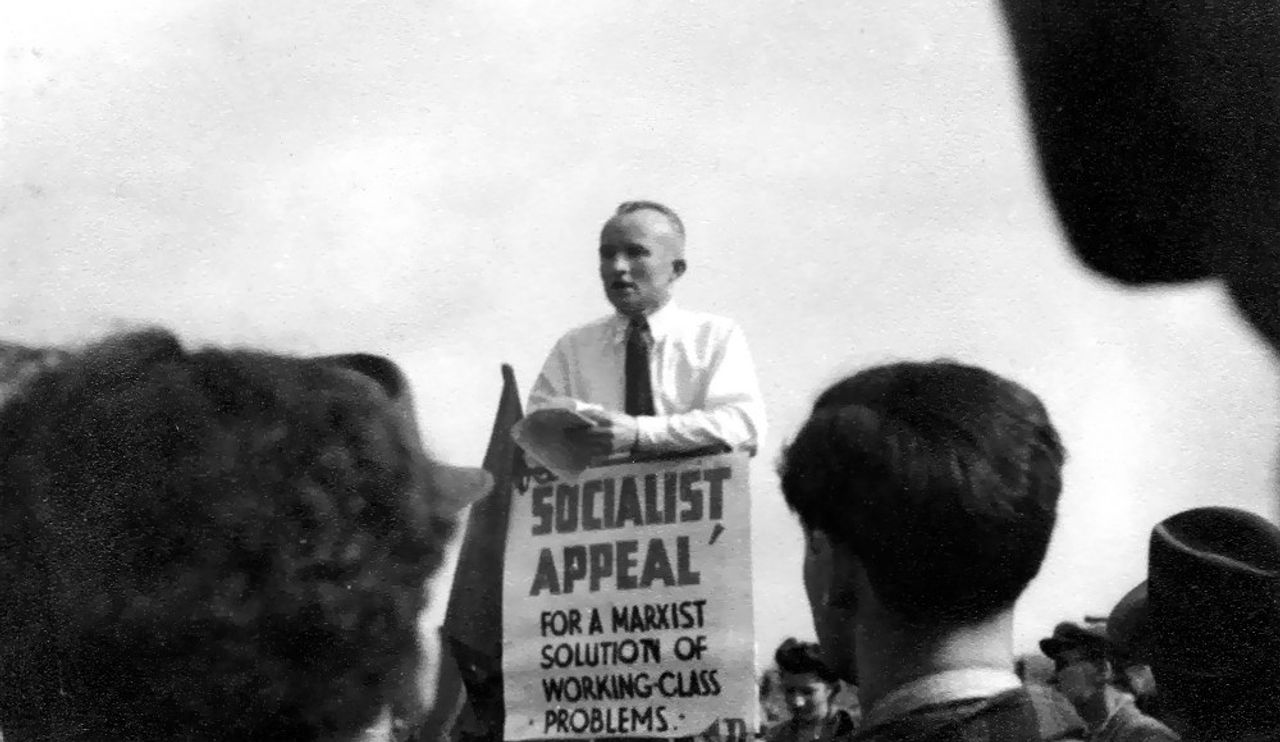 SOCIALIST
APPEAL'
FOR A MARXIST
SOLUTION OF
WORKING-CLASS
· PROBLEMS. ·